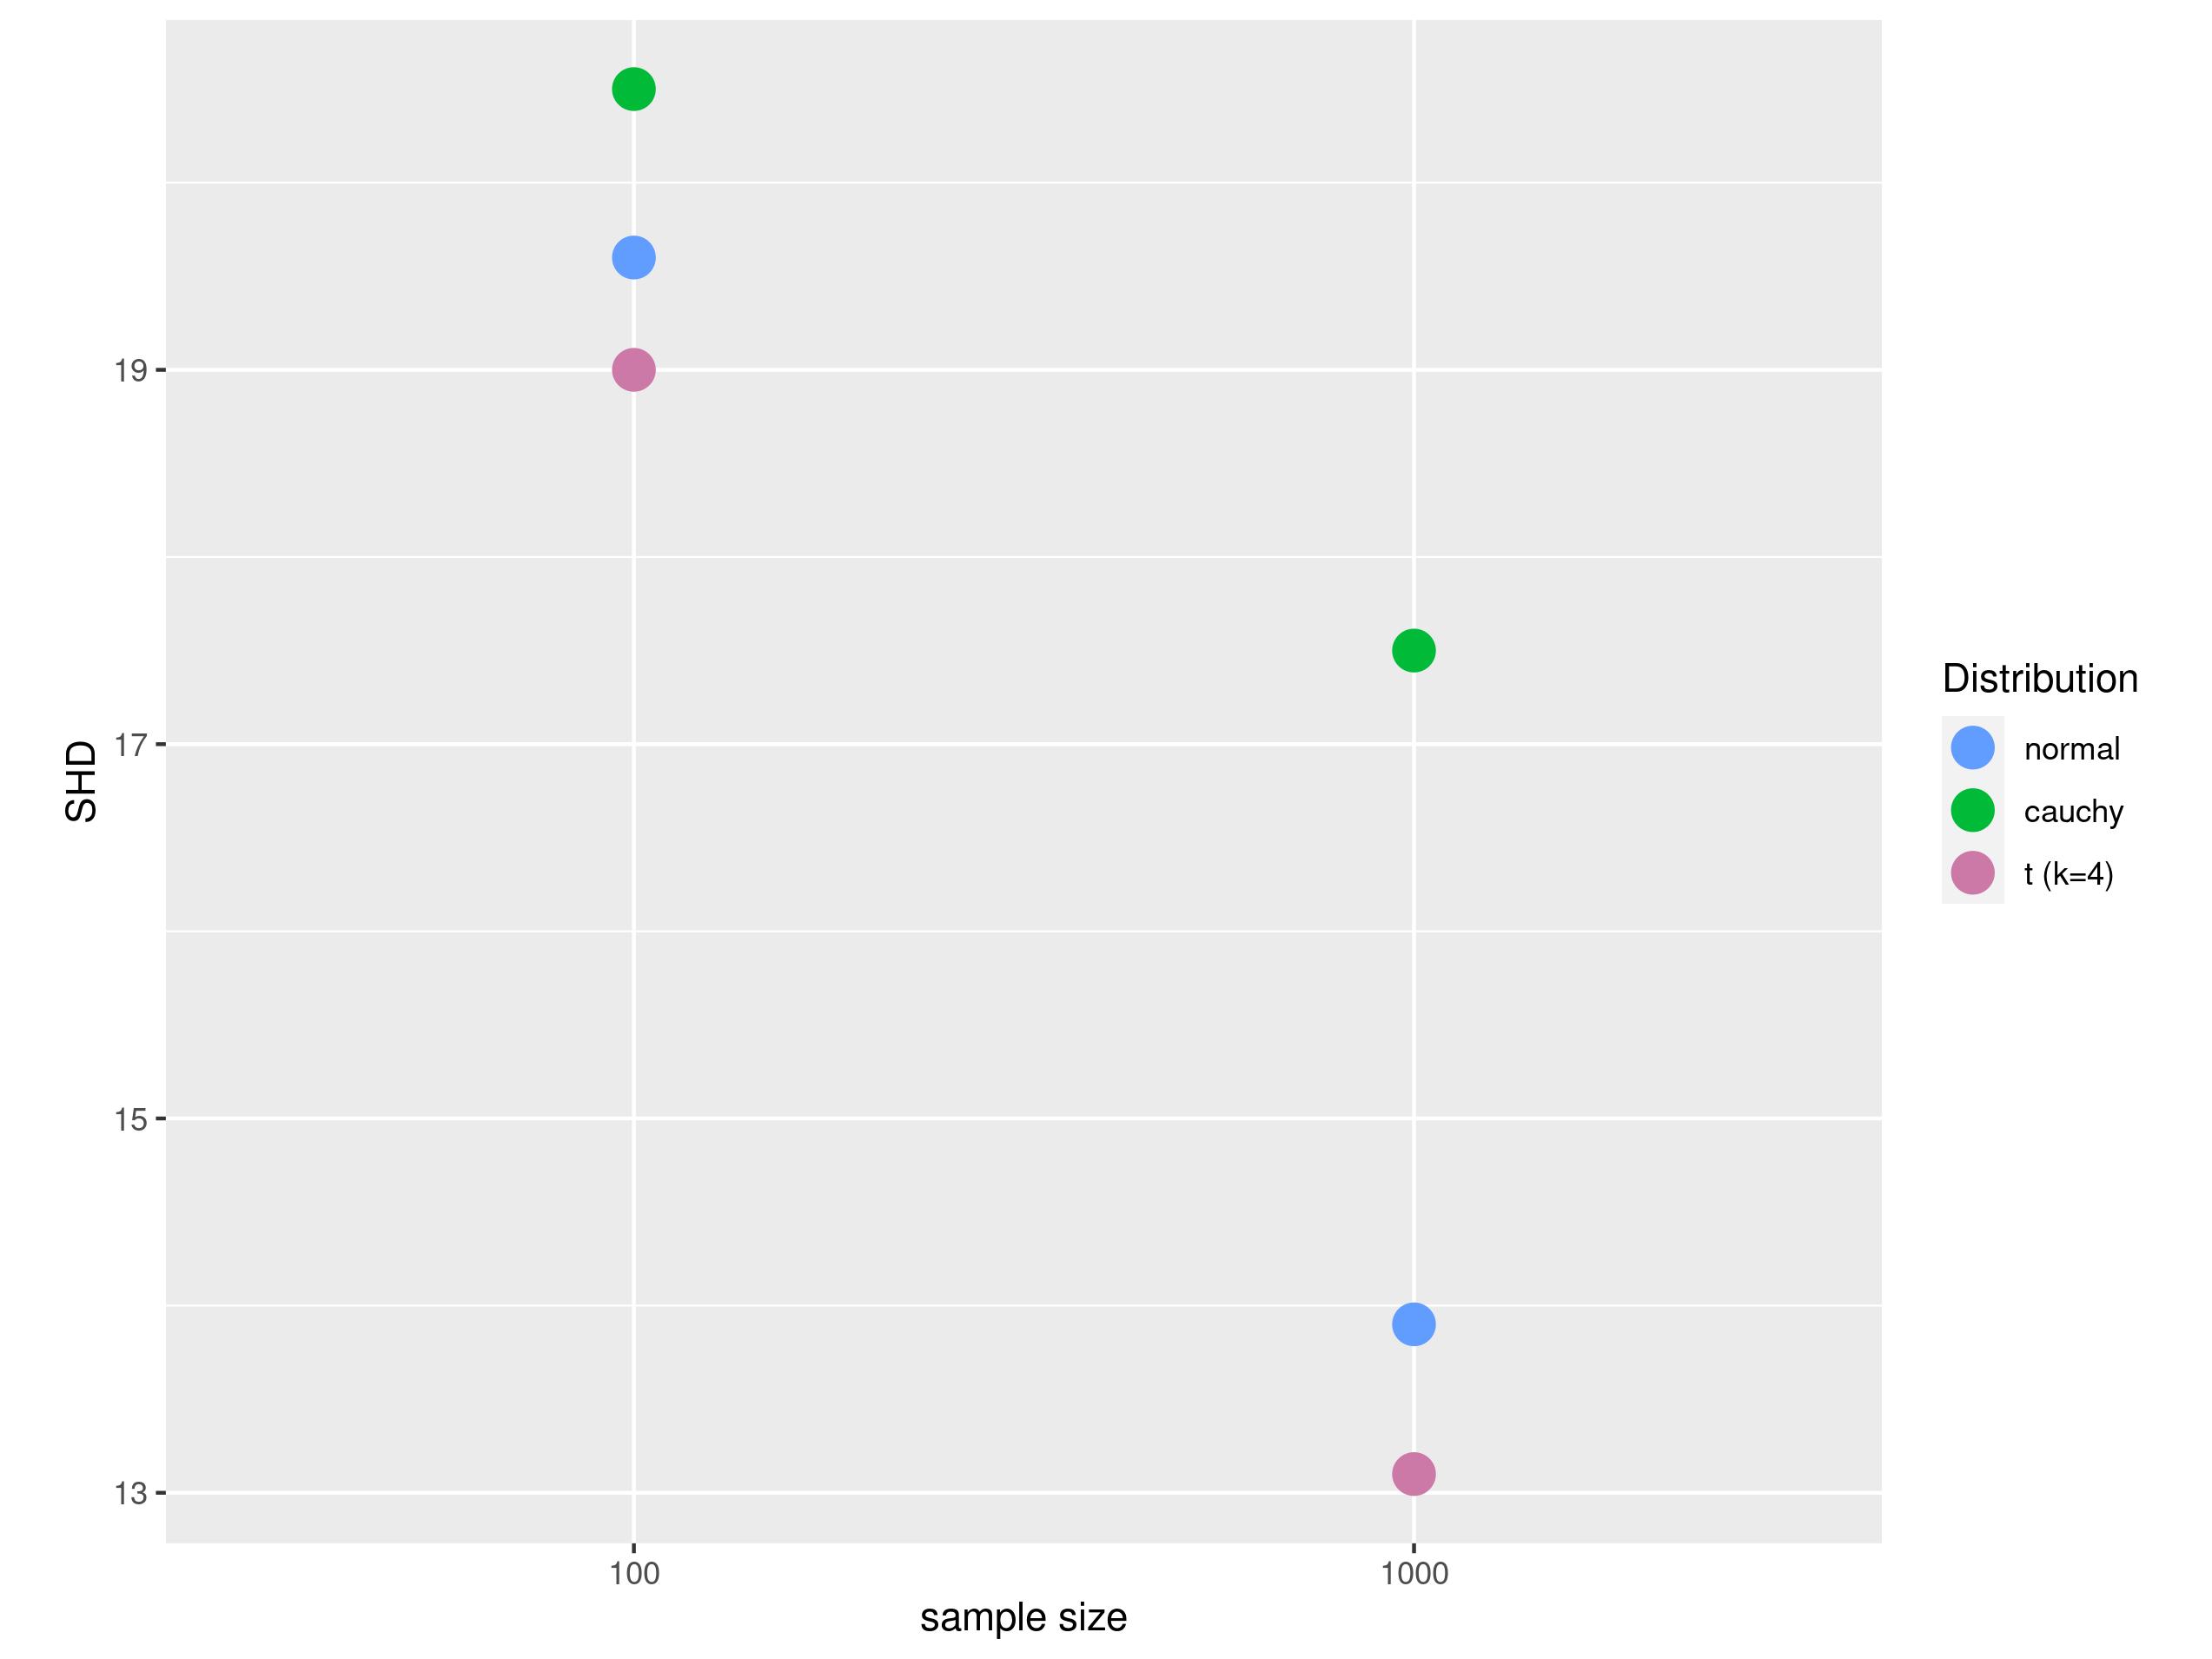 SHD
19
17
15
13
100
1000
sample size
Distribution
normal
cauchy
t (k=4)